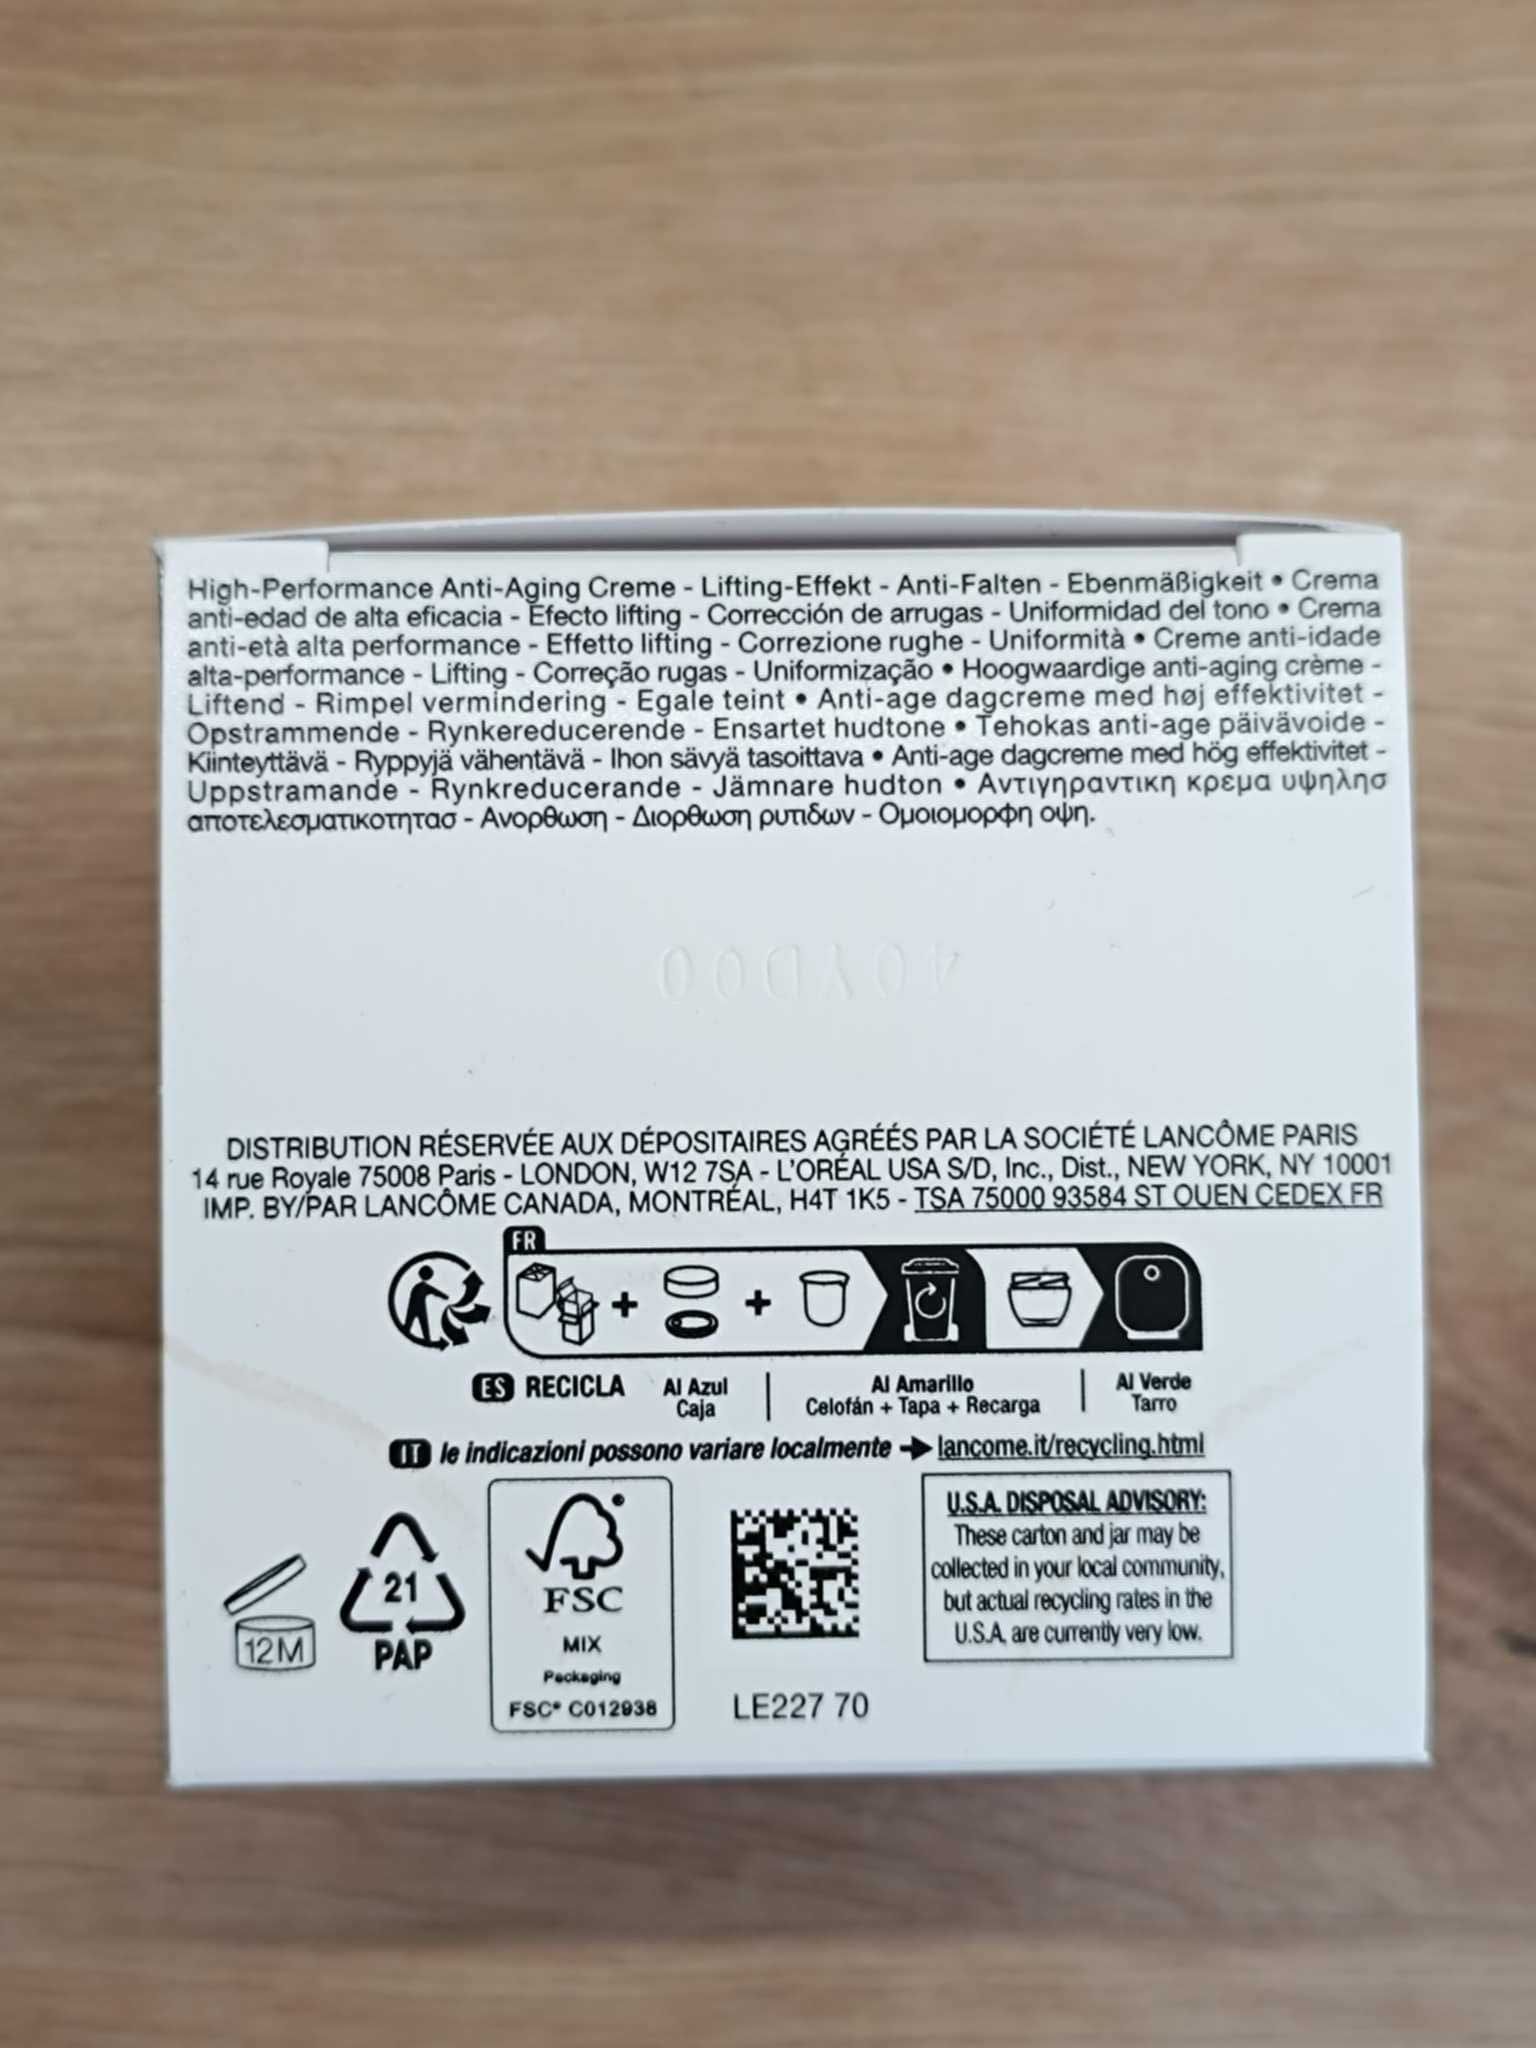 High-Performance Anti-Aging Creme - Lifting-Effekt - Anti-Falten - Ebenmäßigkeit • Crema
anti-edad de alta eficacia - Efecto lifting - Corrección de arrugas - Uniformidad del tono • Crema
anti-età alta performance - Effetto lifting - Correzione rughe - Uniformità • Creme anti-idade
alta-performance - Lifting - Correção rugas - Uniformização • Hoogwaardige anti-aging crème -
Liftend - Rimpel vermindering - Egale teint • Anti-age dagcreme med høj effektivitet -
Opstrammende - Rynkereducerende - Ensartet hudtone • Tehokas anti-age päivävoide -
Kiinteyttävä - Ryppyjä vähentävä - Ihon sävyä tasoittava • Anti-age dagcreme med hög effektivitet -
Uppstramande - Rynkreducerande - Jämnare hudton • Αντιγηραντικη κρεμα υψηλησ
αποτελεσματικοτητασ - Ανορθωση - Διορθωση ρυτιδων - Ομοιομορφη οψη.
40YD00
DISTRIBUTION RÉSERVÉE AUX DÉPOSITAIRES AGRÉÉS PAR LA SOCIÉTÉ LANCÔME PARIS
14 rue Royale 75008 Paris - LONDON, W12 7SA - L'ORÉAL USA S/D, Inc., Dist., NEW YORK, NY 10001
IMP. BY/PAR LANCÔME CANADA, MONTRÉAL, H4T 1K5 - TSA 75000 93584 ST OUEN CEDEX FR
FR
+ +
ES RECICLA Al Azul Caja | Al Amarillo Celofán + Tapa + Recarga | Al Verde Tarro
IT le indicazioni possono variare localmente → lancome.it/recycling.html
12M
21
PAP
FSC
MIX
Packaging
FSC® C012938
LE227 70
U.S.A. DISPOSAL ADVISORY:
These carton and jar may be
collected in your local community,
but actual recycling rates in the
U.S.A. are currently very low.